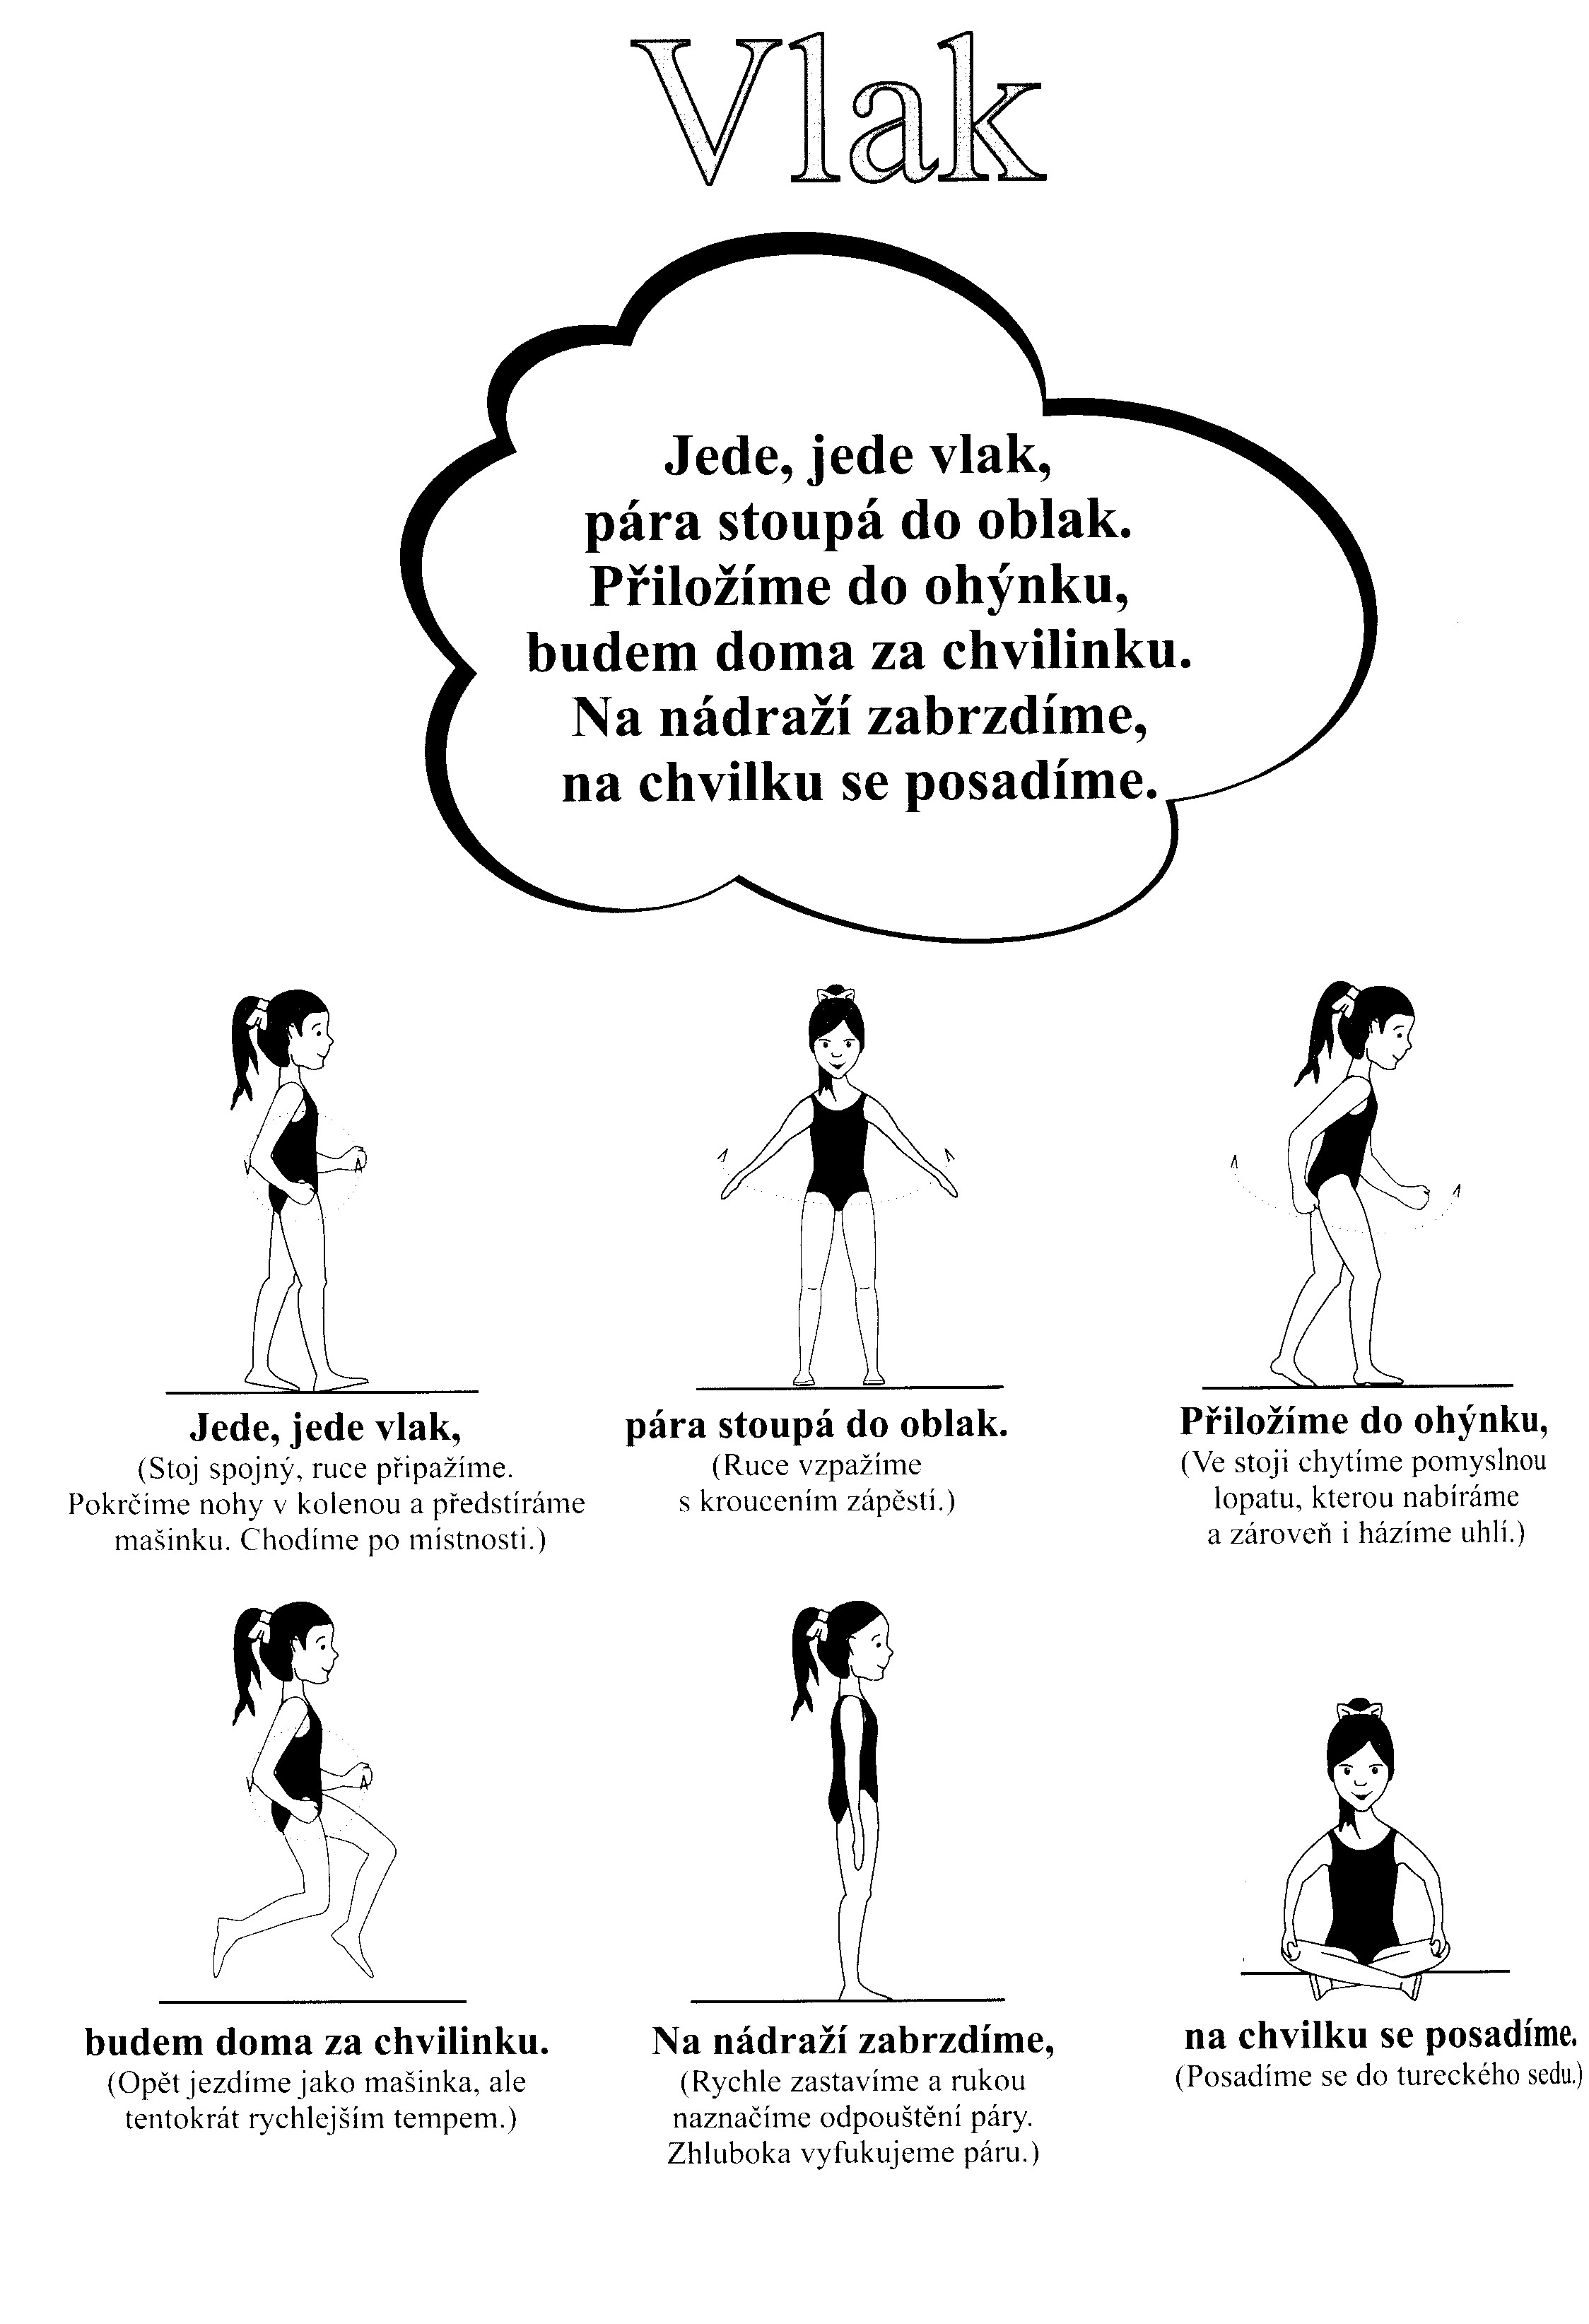 Vlak
Jede, jede vlak,
pára stoupá do oblak.
Přiložíme do ohýnku,
budem doma za chvilinku.
Na nádraží zabrzdíme,
na chvilku se posadíme.
Jede, jede vlak,
(Stoj spojný, ruce připažíme.
Pokrčíme nohy v kolenou a předstíráme
mašinku. Chodíme po místnosti.)
pára stoupá do oblak.
(Ruce vzpažíme
s kroucením zápěstí.)
Přiložíme do ohýnku,
(Ve stoji chytíme pomyslnou
lopatu, kterou nabíráme
a zároveň i házíme uhlí.)
budem doma za chvilinku.
(Opět jezdíme jako mašinka, ale
tentokrát rychlejším tempem.)
Na nádraží zabrzdíme,
(Rychle zastavíme a rukou
naznačíme odpouštění páry.
Zhluboka vyfukujeme páru.)
na chvilku se posadíme.
(Posadíme se do tureckého sedu.)